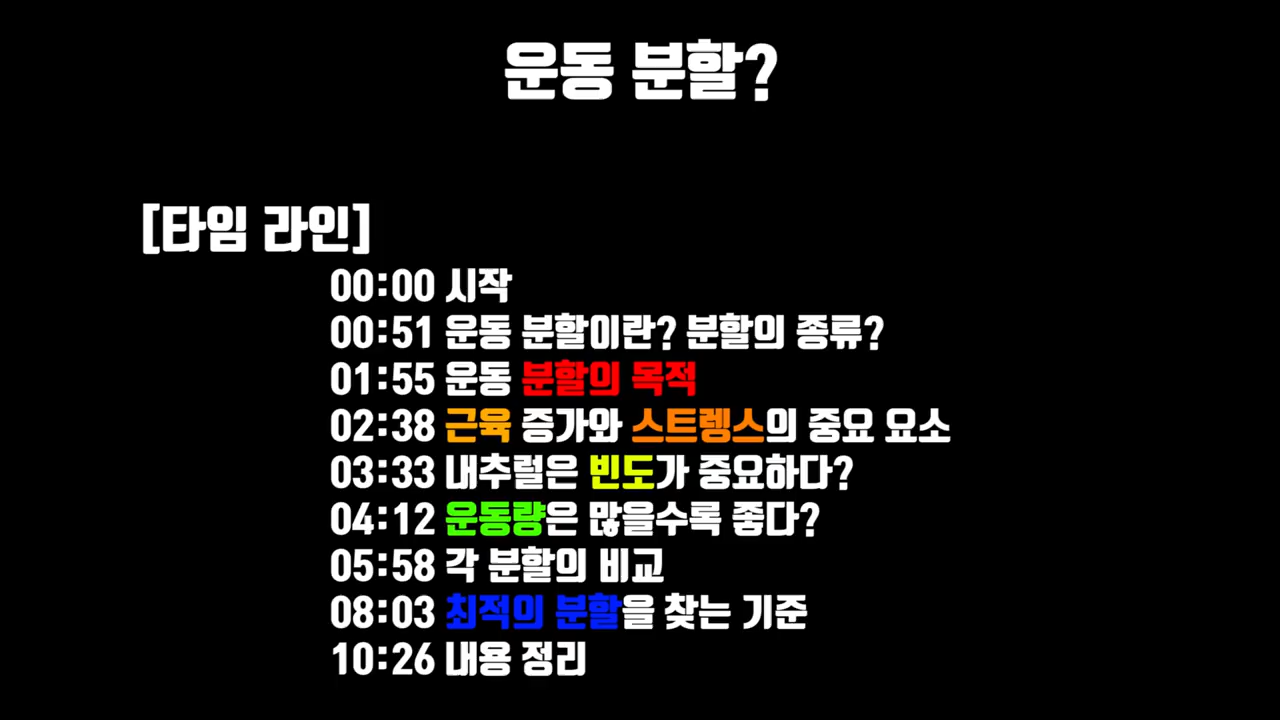 운동 분할?
[타임 라인]
00:00 시작
00:51 운동 분할이란? 분할의 종류?
01:55 운동 분할의 목적
02:38 근육 증가와 스트렝스의 중요 요소
03:33 내추럴은 빈도가 중요하다?
04:12 운동량은 많을수록 좋다?
05:58 각 분할의 비교
08:03 최적의 분할을 찾는 기준
10:26 내용 정리